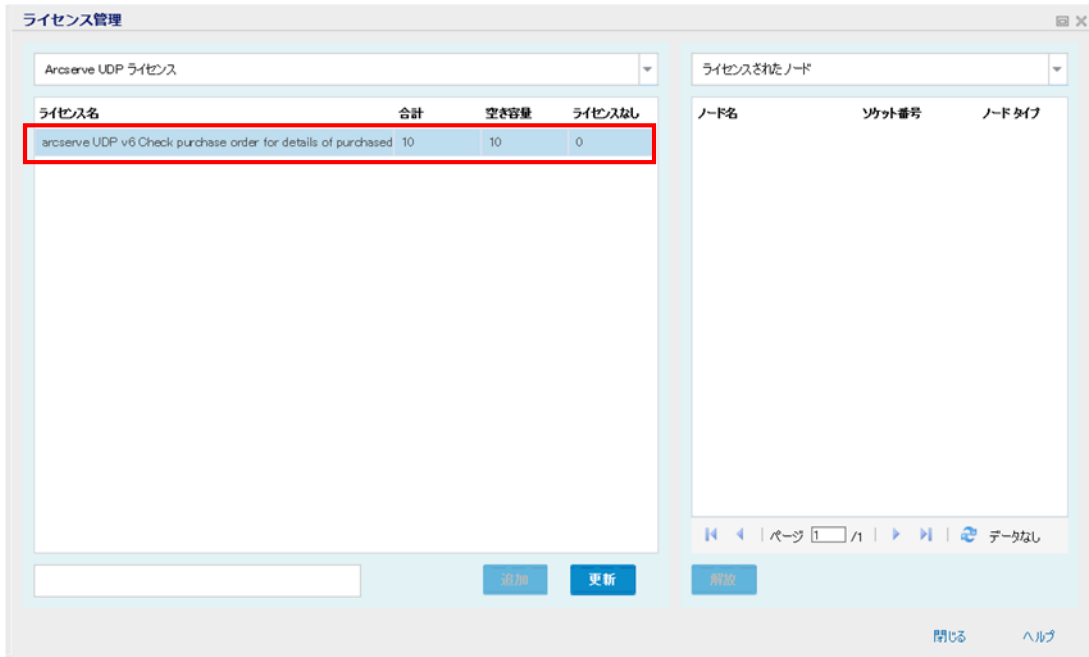 ライセンス管理
Arcserve UDP ライセンス
ライセンス名 合計 空き容量 ライセンスなし
arcserve UDP v6 Check purchase order for details of purchased 10 10 0
追加 更新
ライセンスされたノード
ノード名 ソケット番号 ノード タイプ
ページ 1 /1 データなし
解放
閉じる ヘルプ